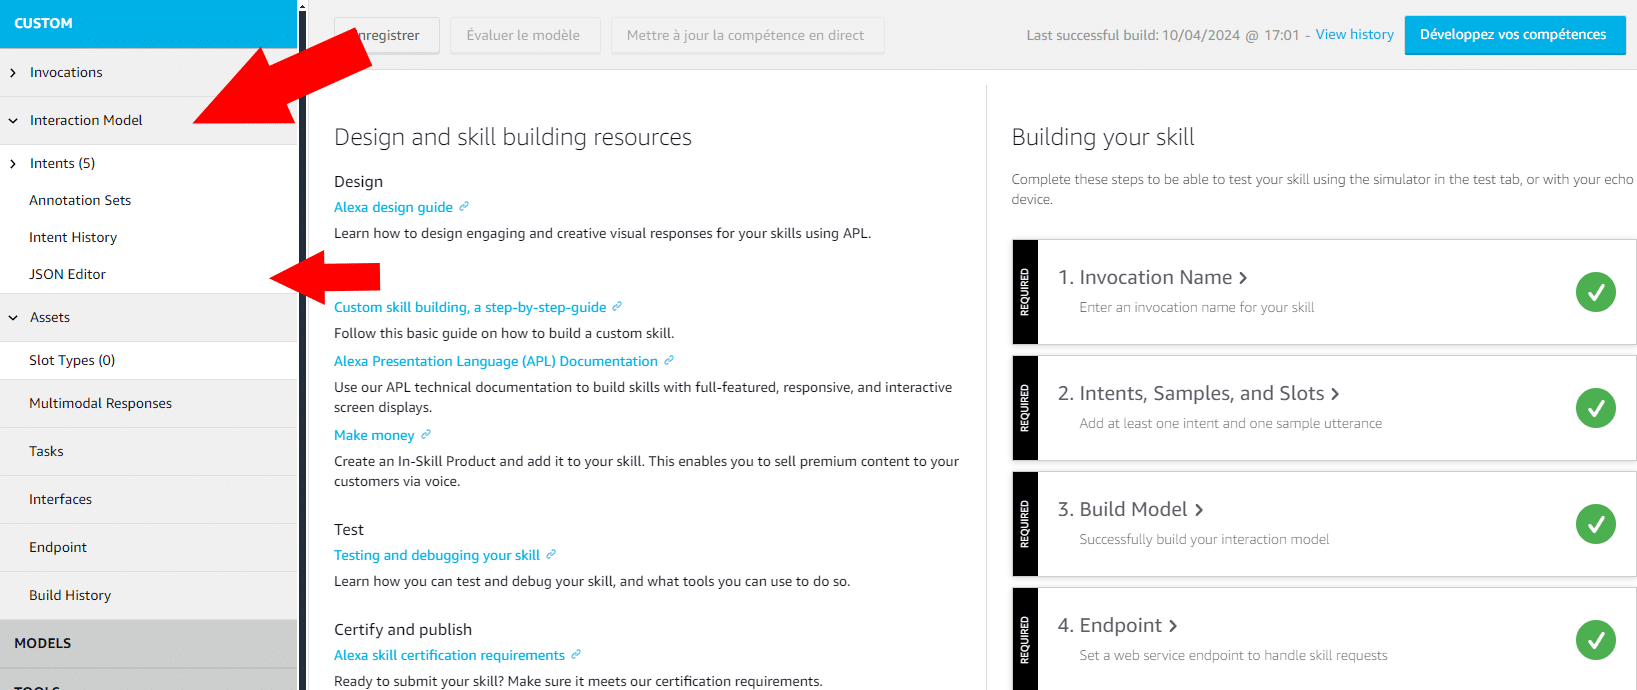 CUSTOM
Invocations
Interaction Model
Intents (5)
Annotation Sets
Intent History
JSON Editor
Assets
Slot Types (0)
Multimodal Responses
Tasks
Interfaces
Endpoint
Build History
MODELS
TOOLS
nregistrer
Évaluer le modèle
Mettre à jour la compétence en direct
Last successful build: 10/04/2024 @ 17:01 - View history
Développez vos compétences
Design and skill building resources
Design
Alexa design guide
Learn how to design engaging and creative visual responses for your skills using APL.
Custom skill building, a step-by-step-guide
Follow this basic guide on how to build a custom skill.
Alexa Presentation Language (APL) Documentation
Use our APL technical documentation to build skills with full-featured, responsive, and interactive
screen displays.
Make money
Create an In-Skill Product and add it to your skill. This enables you to sell premium content to your
customers via voice.
Test
Testing and debugging your skill
Learn how you can test and debug your skill, and what tools you can use to do so.
Certify and publish
Alexa skill certification requirements
Ready to submit your skill? Make sure it meets our certification requirements.
Building your skill
Complete these steps to be able to test your skill using the simulator in the test tab, or with your echo
device.
REQUIRED
1. Invocation Name
Enter an invocation name for your skill
REQUIRED
2. Intents, Samples, and Slots
Add at least one intent and one sample utterance
REQUIRED
3. Build Model
Successfully build your interaction model
REQUIRED
4. Endpoint
Set a web service endpoint to handle skill requests